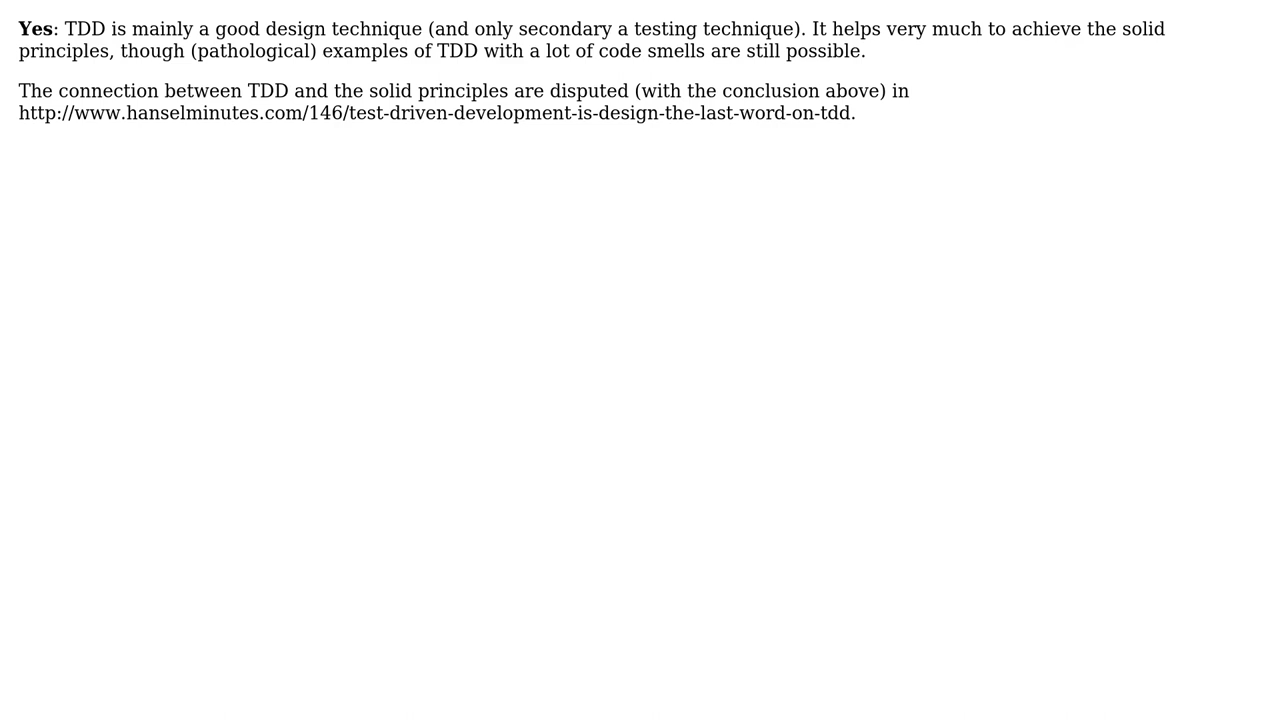 Yes: TDD is mainly a good design technique (and only secondary a testing technique). It helps very much to achieve the solid
principles, though (pathological) examples of TDD with a lot of code smells are still possible.
The connection between TDD and the solid principles are disputed (with the conclusion above) in
http://www.hanselminutes.com/146/test-driven-development-is-design-the-last-word-on-tdd.